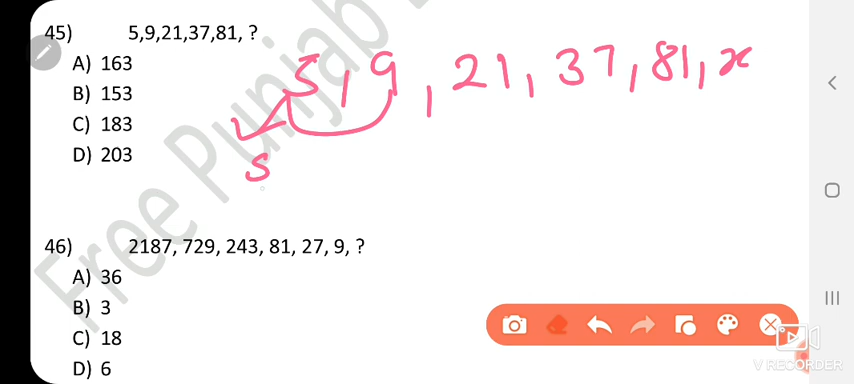 45) 5,9,21,37,81, ?
5, 9, 21, 37, 81, x
A) 163
B) 153
C) 183
D) 203
5
46) 2187, 729, 243, 81, 27, 9, ?
A) 36
B) 3
C) 18
D) 6
Free Punjab
V RECORDER